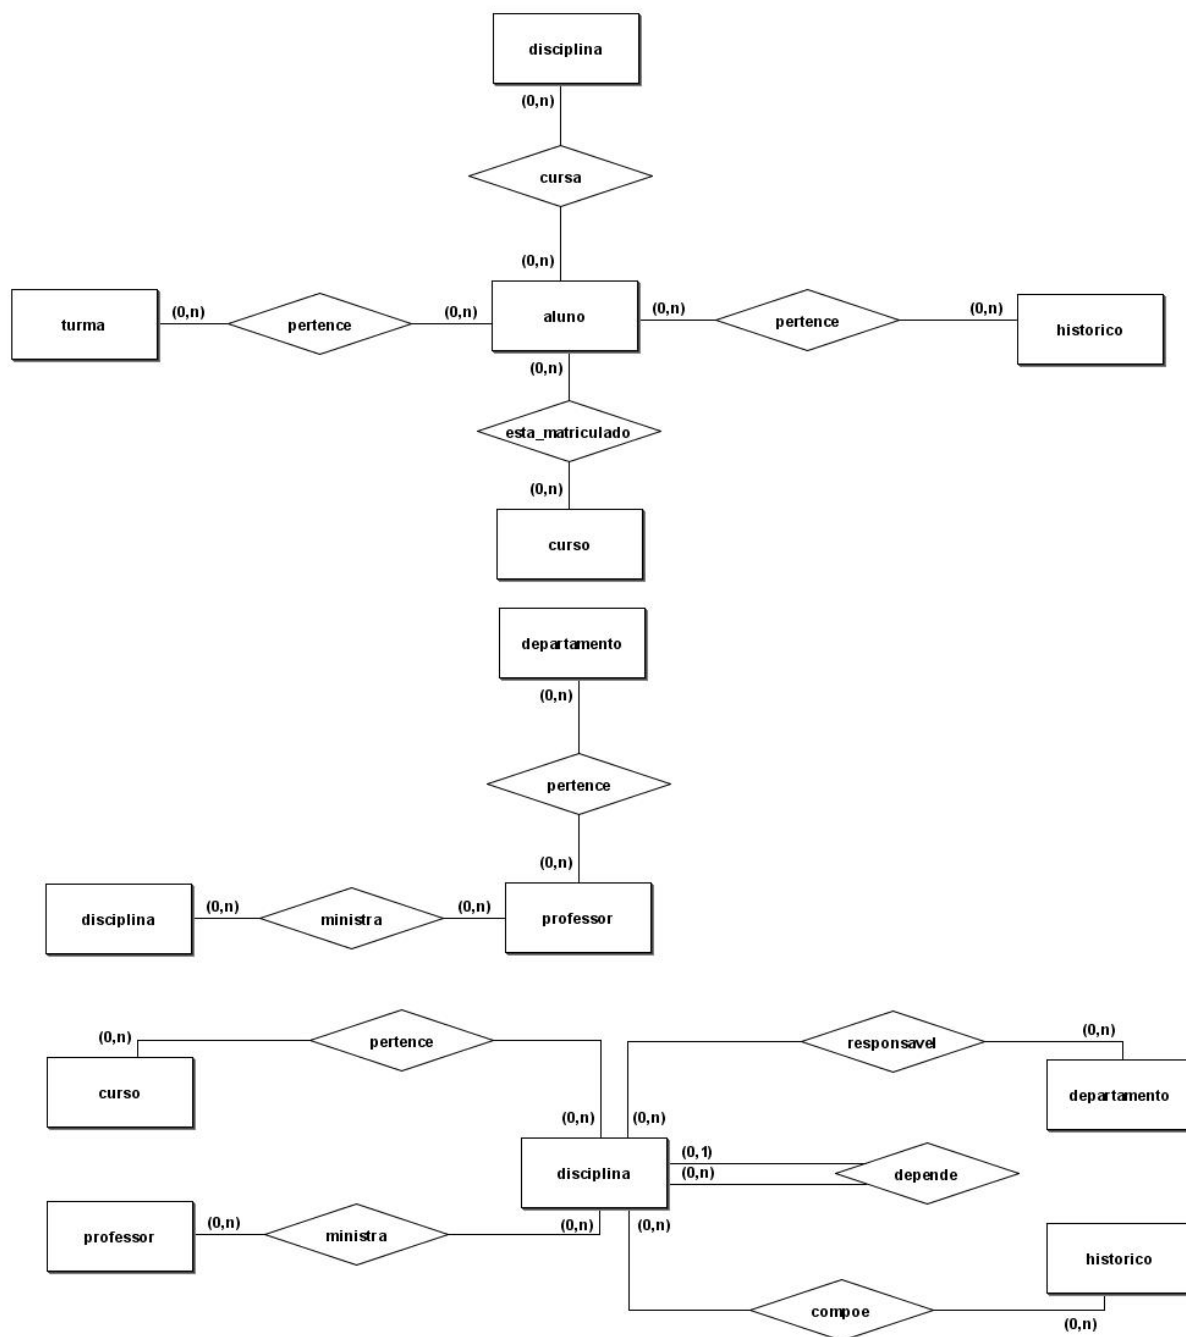 disciplina
(0,n)
cursa
(0,n)
turma
(0,n)
pertence
(0,n)
aluno
(0,n)
pertence
(0,n)
historico
(0,n)
esta_matriculado
(0,n)
curso
departamento
(0,n)
pertence
(0,n)
disciplina
(0,n)
ministra
(0,n)
professor
(0,n)
pertence
curso
(0,n)
responsavel
(0,n)
departamento
(0,n)
(0,n)
disciplina
(0,1)
(0,n)
depende
professor
(0,n)
ministra
(0,n)
(0,n)
historico
compoe
(0,n)